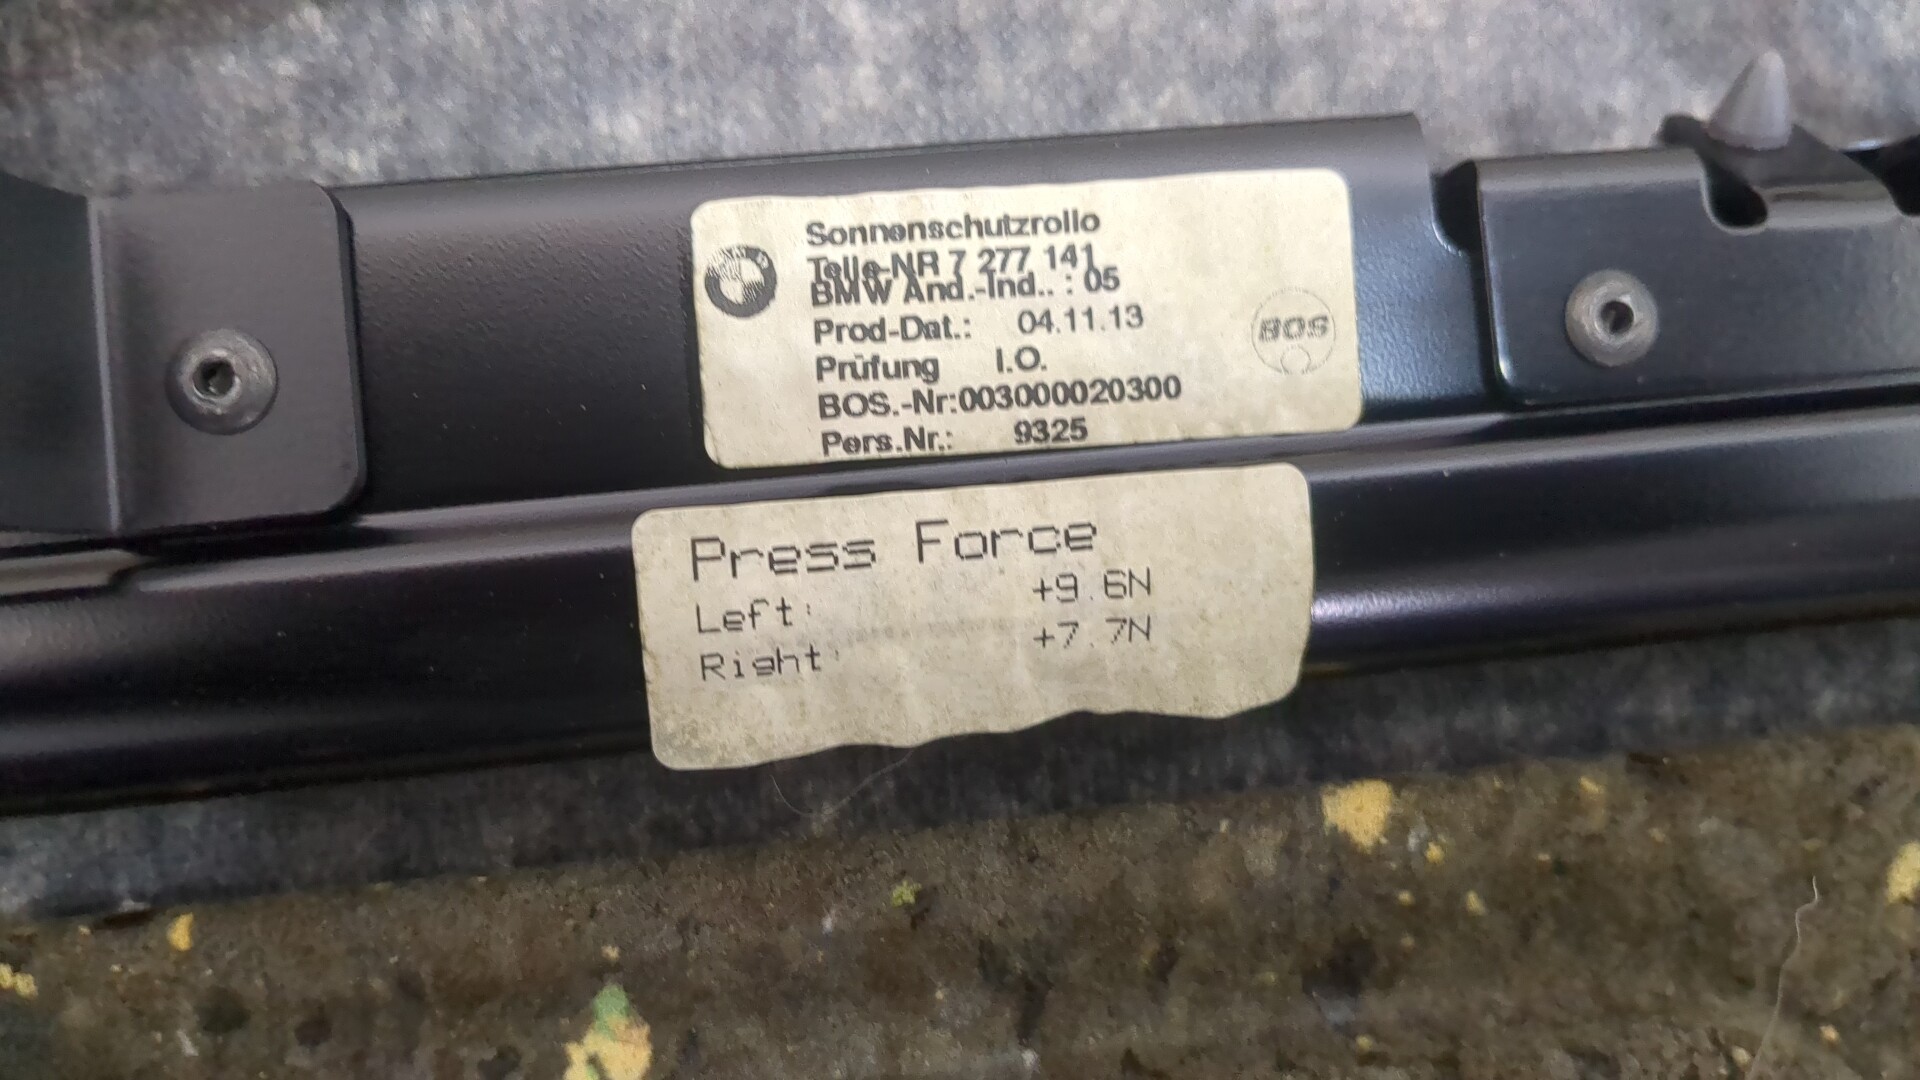 Sonnenschutzrollo
Teile-NR 7 277 141
BMW Änd.-Ind.. : 05
Prod-Dat.: 04.11.13
Prüfung I.O.
BOS.-Nr:003000020300
Pers.Nr.: 9325
BOS
Press Force
Left: +9.6N
Right: +7.7N